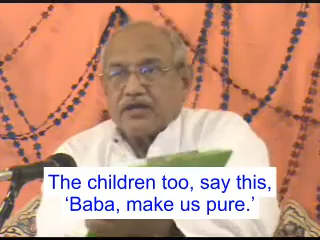 The children too, say this,
‘Baba, make us pure.’